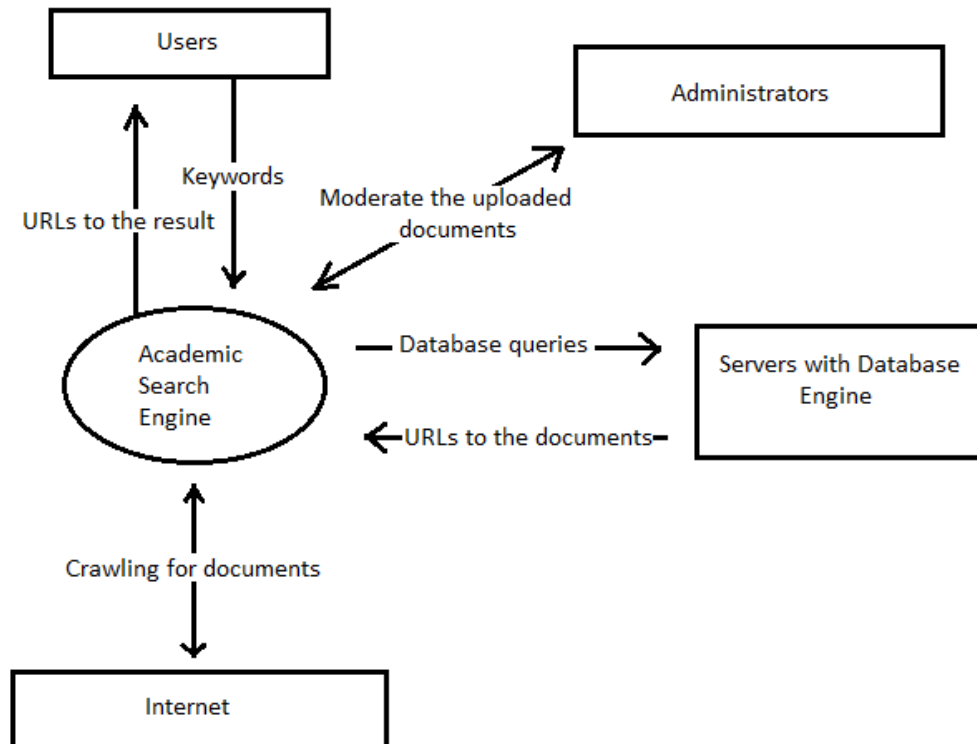 Users
Administrators
Keywords
Moderate the uploaded
documents
URLs to the result
Academic
Search
Engine
Database queries
Servers with Database
Engine
URLs to the documents
Crawling for documents
Internet